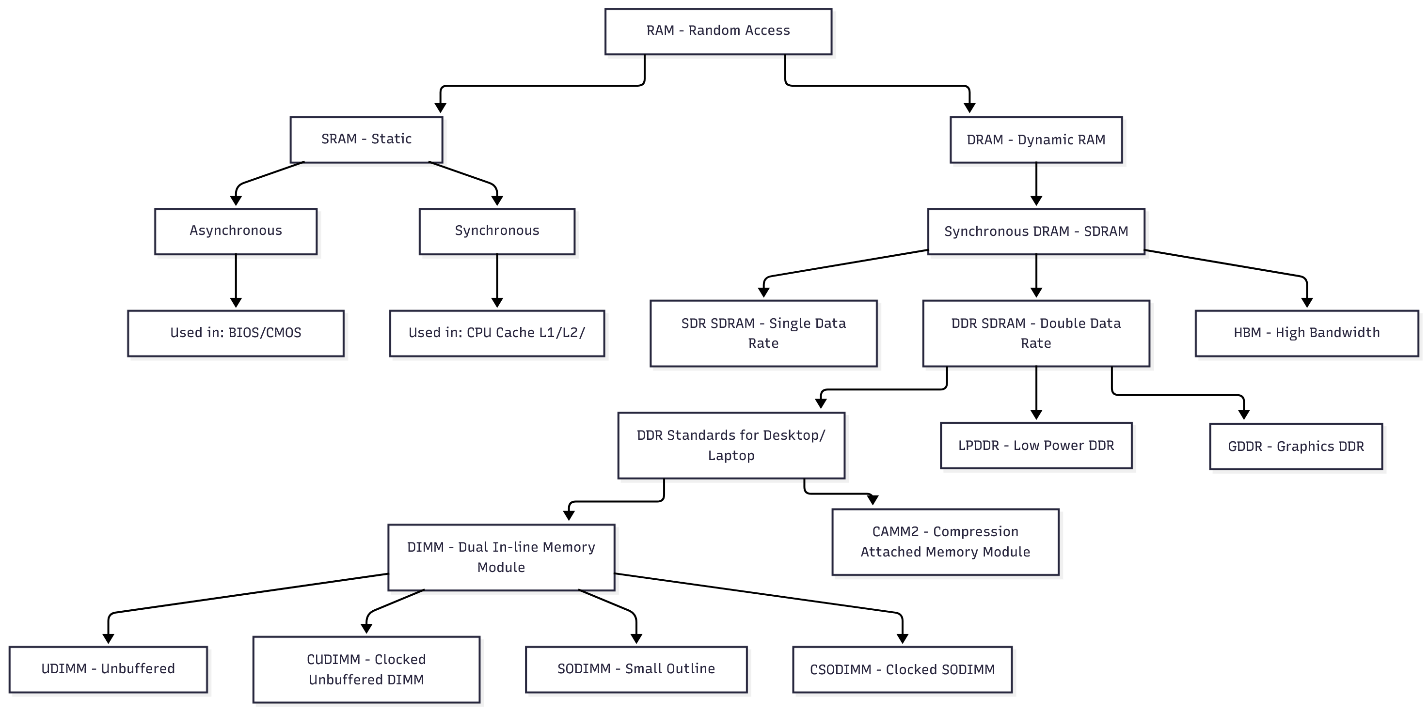 RAM - Random Access
SRAM - Static
DRAM - Dynamic RAM
Asynchronous
Synchronous
Synchronous DRAM - SDRAM
Used in: BIOS/CMOS
Used in: CPU Cache L1/L2/
SDR SDRAM - Single Data
Rate
DDR SDRAM - Double Data
Rate
HBM - High Bandwidth
DDR Standards for Desktop/
Laptop
LPDDR - Low Power DDR
GDDR - Graphics DDR
DIMM - Dual In-line Memory
Module
CAMM2 - Compression
Attached Memory Module
UDIMM - Unbuffered
CUDIMM - Clocked
Unbuffered DIMM
SODIMM - Small Outline
CSODIMM - Clocked SODIMM